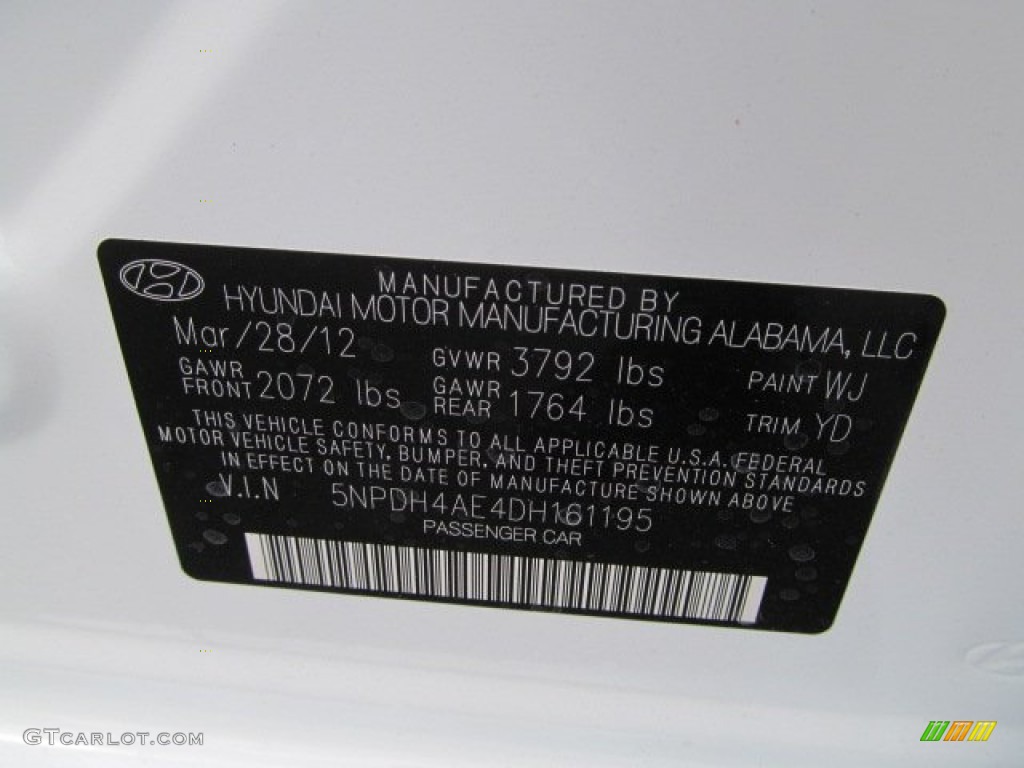 MANUFACTURED BY
HYUNDAI MOTOR MANUFACTURING ALABAMA, LLC
Mar/28/12 GVWR 3792 lbs PAINT WJ
GAWR FRONT 2072 lbs GAWR REAR 1764 lbs TRIM YD
THIS VEHICLE CONFORMS TO ALL APPLICABLE U.S.A. FEDERAL
MOTOR VEHICLE SAFETY, BUMPER, AND THEFT PREVENTION STANDARDS
IN EFFECT ON THE DATE OF MANUFACTURE SHOWN ABOVE
V.I.N 5NPDH4AE4DH161195
PASSENGER CAR
GTCARLOT.COM